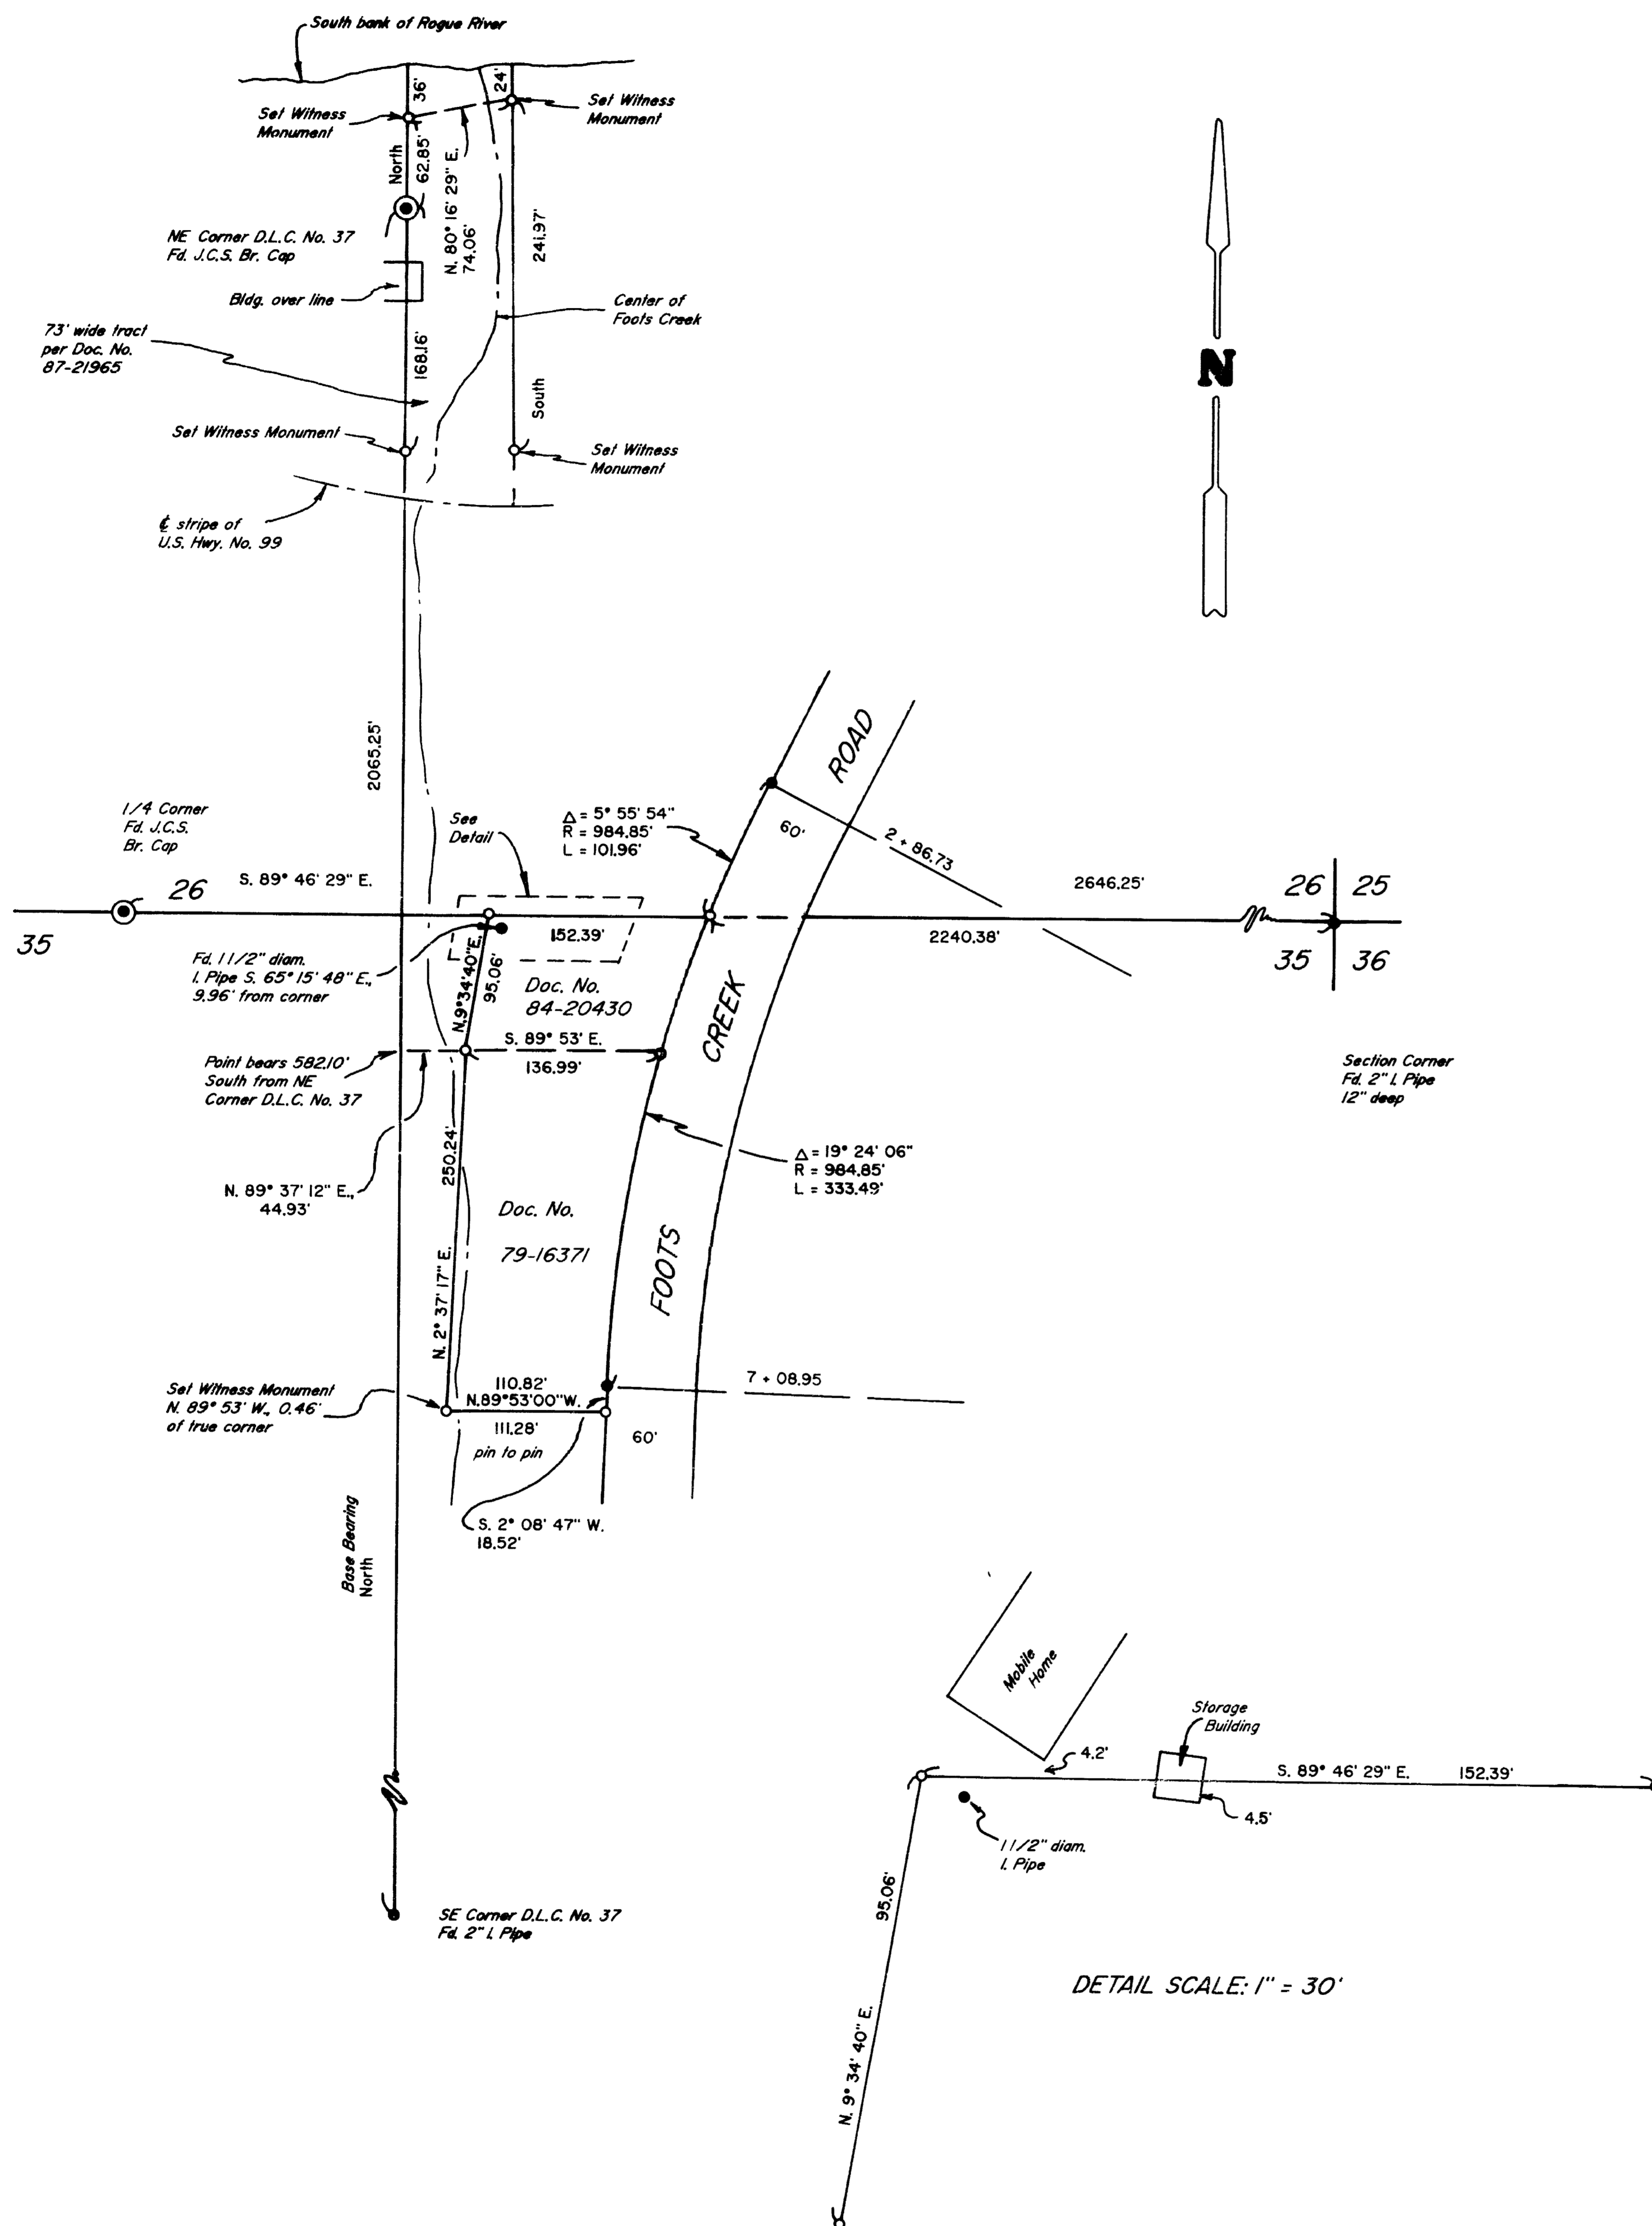 South bank of Rogue River
36'
24'
Set Witness
Monument
Set Witness
Monument
North
62.85'
N. 80° 16' 29" E.
74.06'
241.97'
NE Corner D.L.C. No. 37
Fd. J.C.S. Br. Cap
Bldg. over line
Center of
Foots Creek
73' wide tract
per Doc. No.
87-21965
168.16'
South
Set Witness Monument
Set Witness
Monument
℄ stripe of
U.S. Hwy. No. 99
N
2065.25'
ROAD
1/4 Corner
Fd. J.C.S.
Br. Cap
See
Detail
Δ = 5° 55' 54"
R = 984.85'
L = 101.96'
60'
2 + 86.73
26
S. 89° 46' 29" E.
2646.25'
26
25
35
152.39'
2240.38'
35
36
Fd. 1 1/2" diam.
I. Pipe S. 65° 15' 48" E.,
9.96' from corner
N.9°34'40"E.
95.06'
Doc. No.
84-20430
CREEK
S. 89° 53' E.
136.99'
Point bears 582.10'
South from NE
Corner D.L.C. No. 37
Section Corner
Fd. 2" I. Pipe
12" deep
250.24'
Δ = 19° 24' 06"
R = 984.85'
L = 333.49'
N. 89° 37' 12" E.,
44.93'
Doc. No.
79-16371
FOOTS
N. 2° 37' 17" E.
Set Witness Monument
N. 89° 53' W., 0.46'
of true corner
110.82'
N.89°53'00"W.
111.28'
pin to pin
7 + 08.95
60'
S. 2° 08' 47" W.
18.52'
Base Bearing
North
Mobile
Home
Storage
Building
4.2'
S. 89° 46' 29" E.
152.39'
4.5'
1 1/2" diam.
I. Pipe
95.06'
N. 9° 34' 40" E.
SE Corner D.L.C. No. 37
Fd. 2" I. Pipe
DETAIL SCALE: 1" = 30'